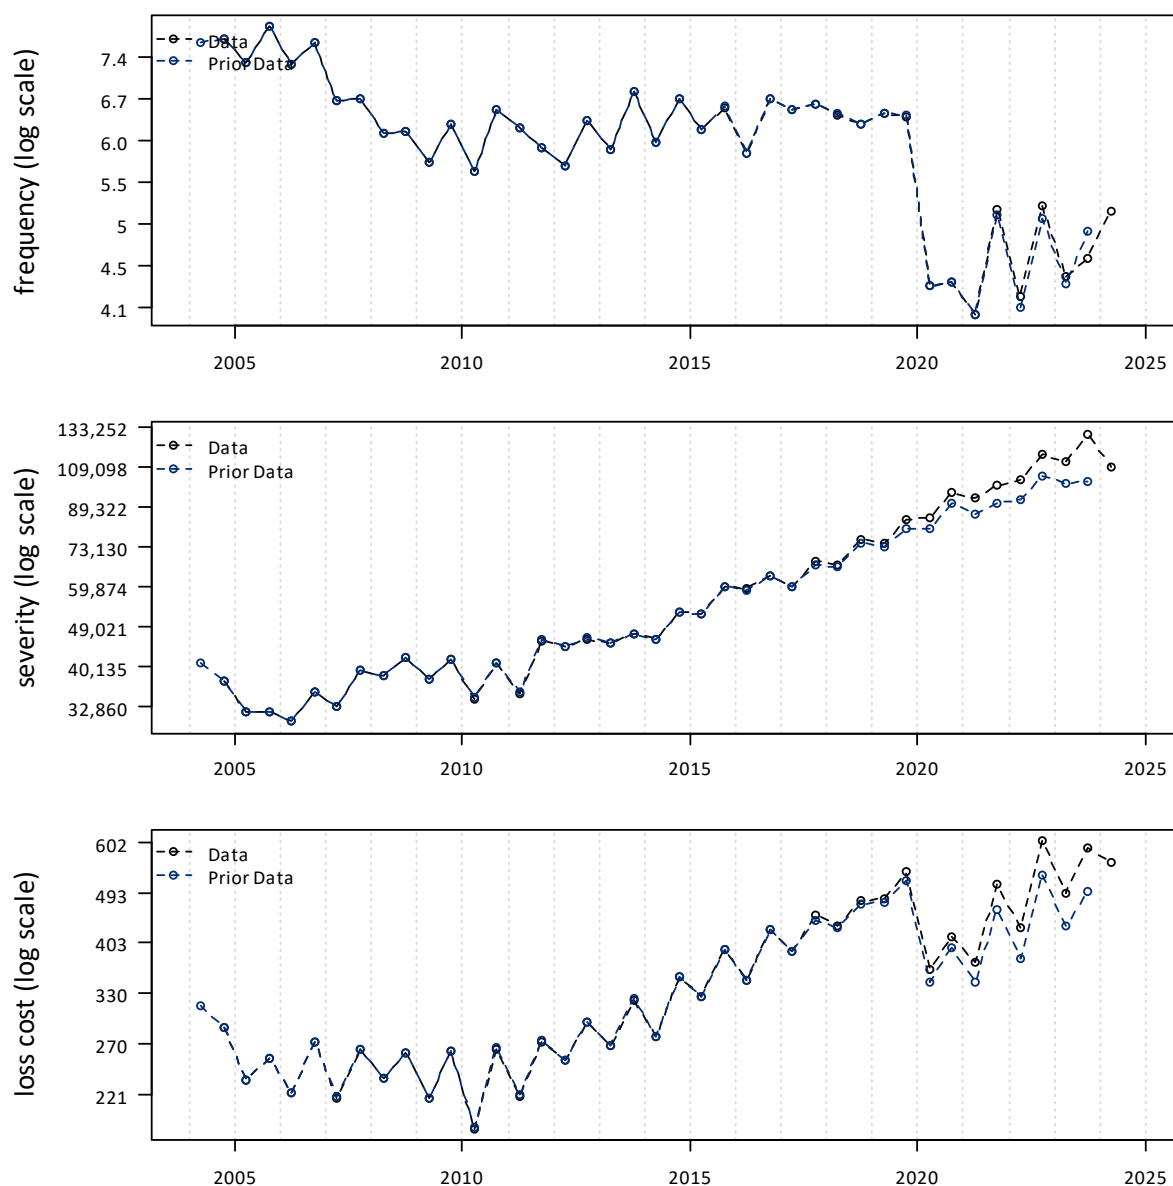 frequency (log scale)
Data
Prior Data
7.4
6.7
6.0
5.5
5
4.5
4.1
2005 2010 2015 2020 2025
severity (log scale)
Data
Prior Data
133,252
109,098
89,322
73,130
59,874
49,021
40,135
32,860
2005 2010 2015 2020 2025
loss cost (log scale)
Data
Prior Data
602
493
403
330
270
221
2005 2010 2015 2020 2025